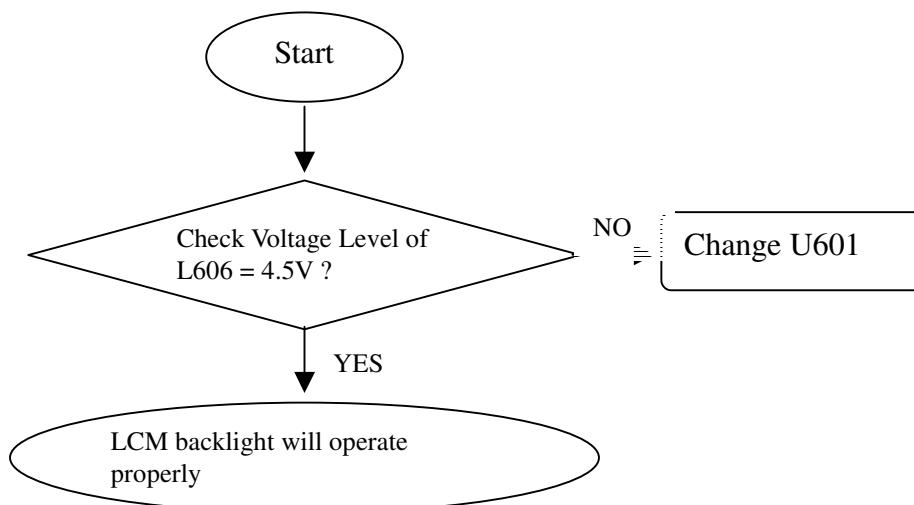 Start
Check Voltage Level of
L606 = 4.5V ?
NO
Change U601
YES
LCM backlight will operate
properly